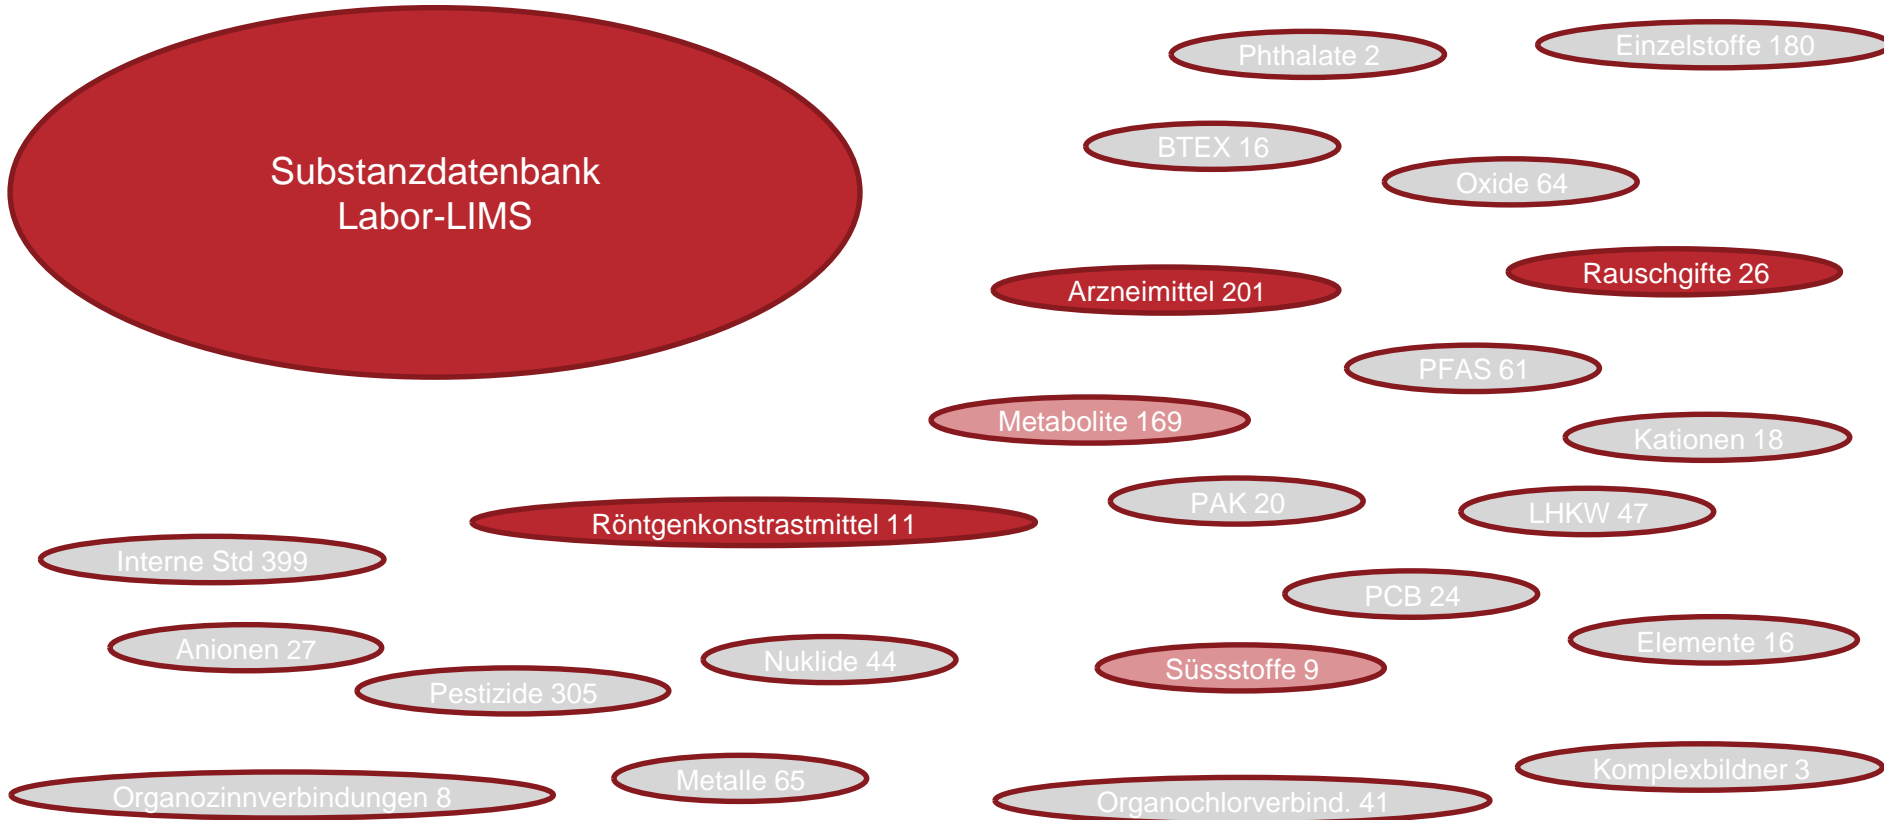 Substanzdatenbank
Labor-LIMS
Phthalate 2
Einzelstoffe 180
BTEX 16
Oxide 64
Arzneimittel 201
Rauschgifte 26
PFAS 61
Metabolite 169
Kationen 18
PAK 20
LHKW 47
Röntgenkonstrastmittel 11
Interne Std 399
PCB 24
Anionen 27
Nuklide 44
Süssstoffe 9
Elemente 16
Pestizide 305
Metalle 65
Komplexbildner 3
Organozinnverbindungen 8
Organochlorverbind. 41